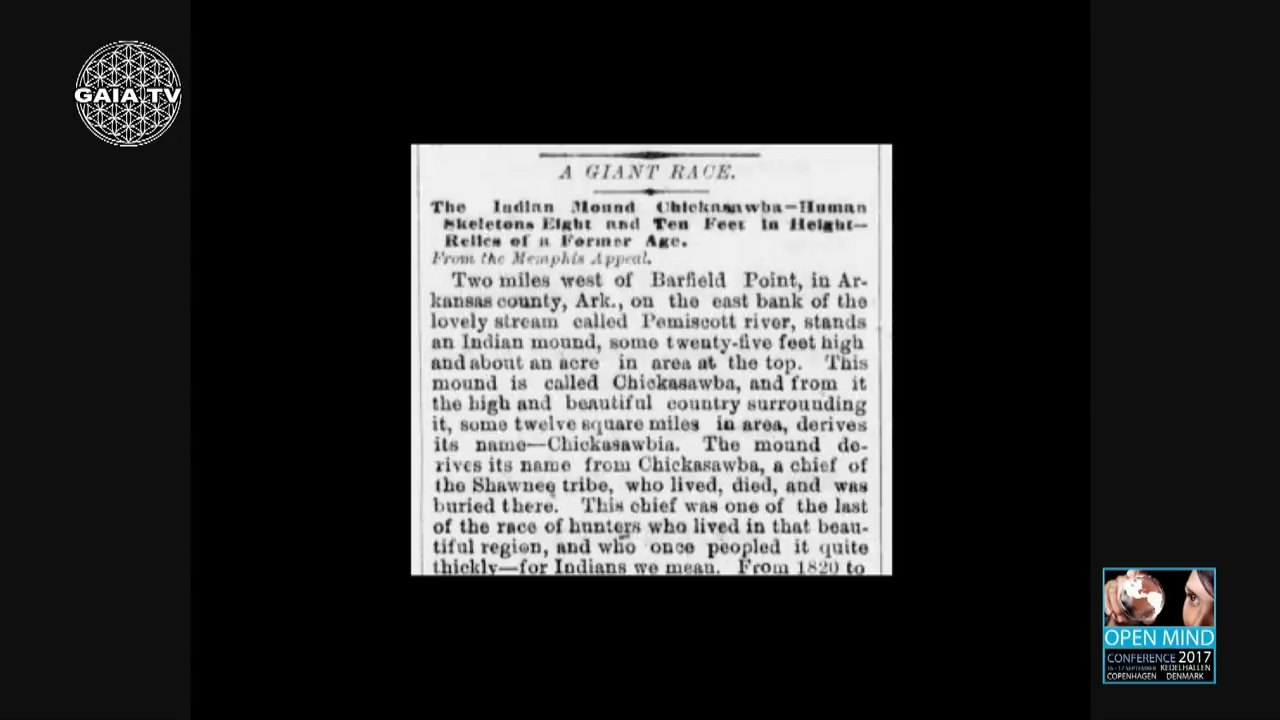 GAIA TV
A GIANT RACE.
The Indian Mound Chickasawba—Human
Skeletons Eight and Ten Feet in Height—
Relics of a Former Age.
From the Memphis Appeal.
Two miles west of Barfield Point, in Ar-
kansas county, Ark., on the east bank of the
lovely stream called Pemiscott river, stands
an Indian mound, some twenty-five feet high
and about an acre in area at the top. This
mound is called Chickasawba, and from it
the high and beautiful country surrounding
it, some twelve square miles in area, derives
its name—Chickasawbia. The mound de-
rives its name from Chickasawba, a chief of
the Shawnee tribe, who lived, died, and was
buried there. This chief was one of the last
of the race of hunters who lived in that beau-
tiful region, and who once peopled it quite
thickly—for Indians we mean. From 1820 to
OPEN MIND
CONFERENCE 2017
16 - 17 SEPTEMBER KEDELHALLEN
COPENHAGEN DENMARK